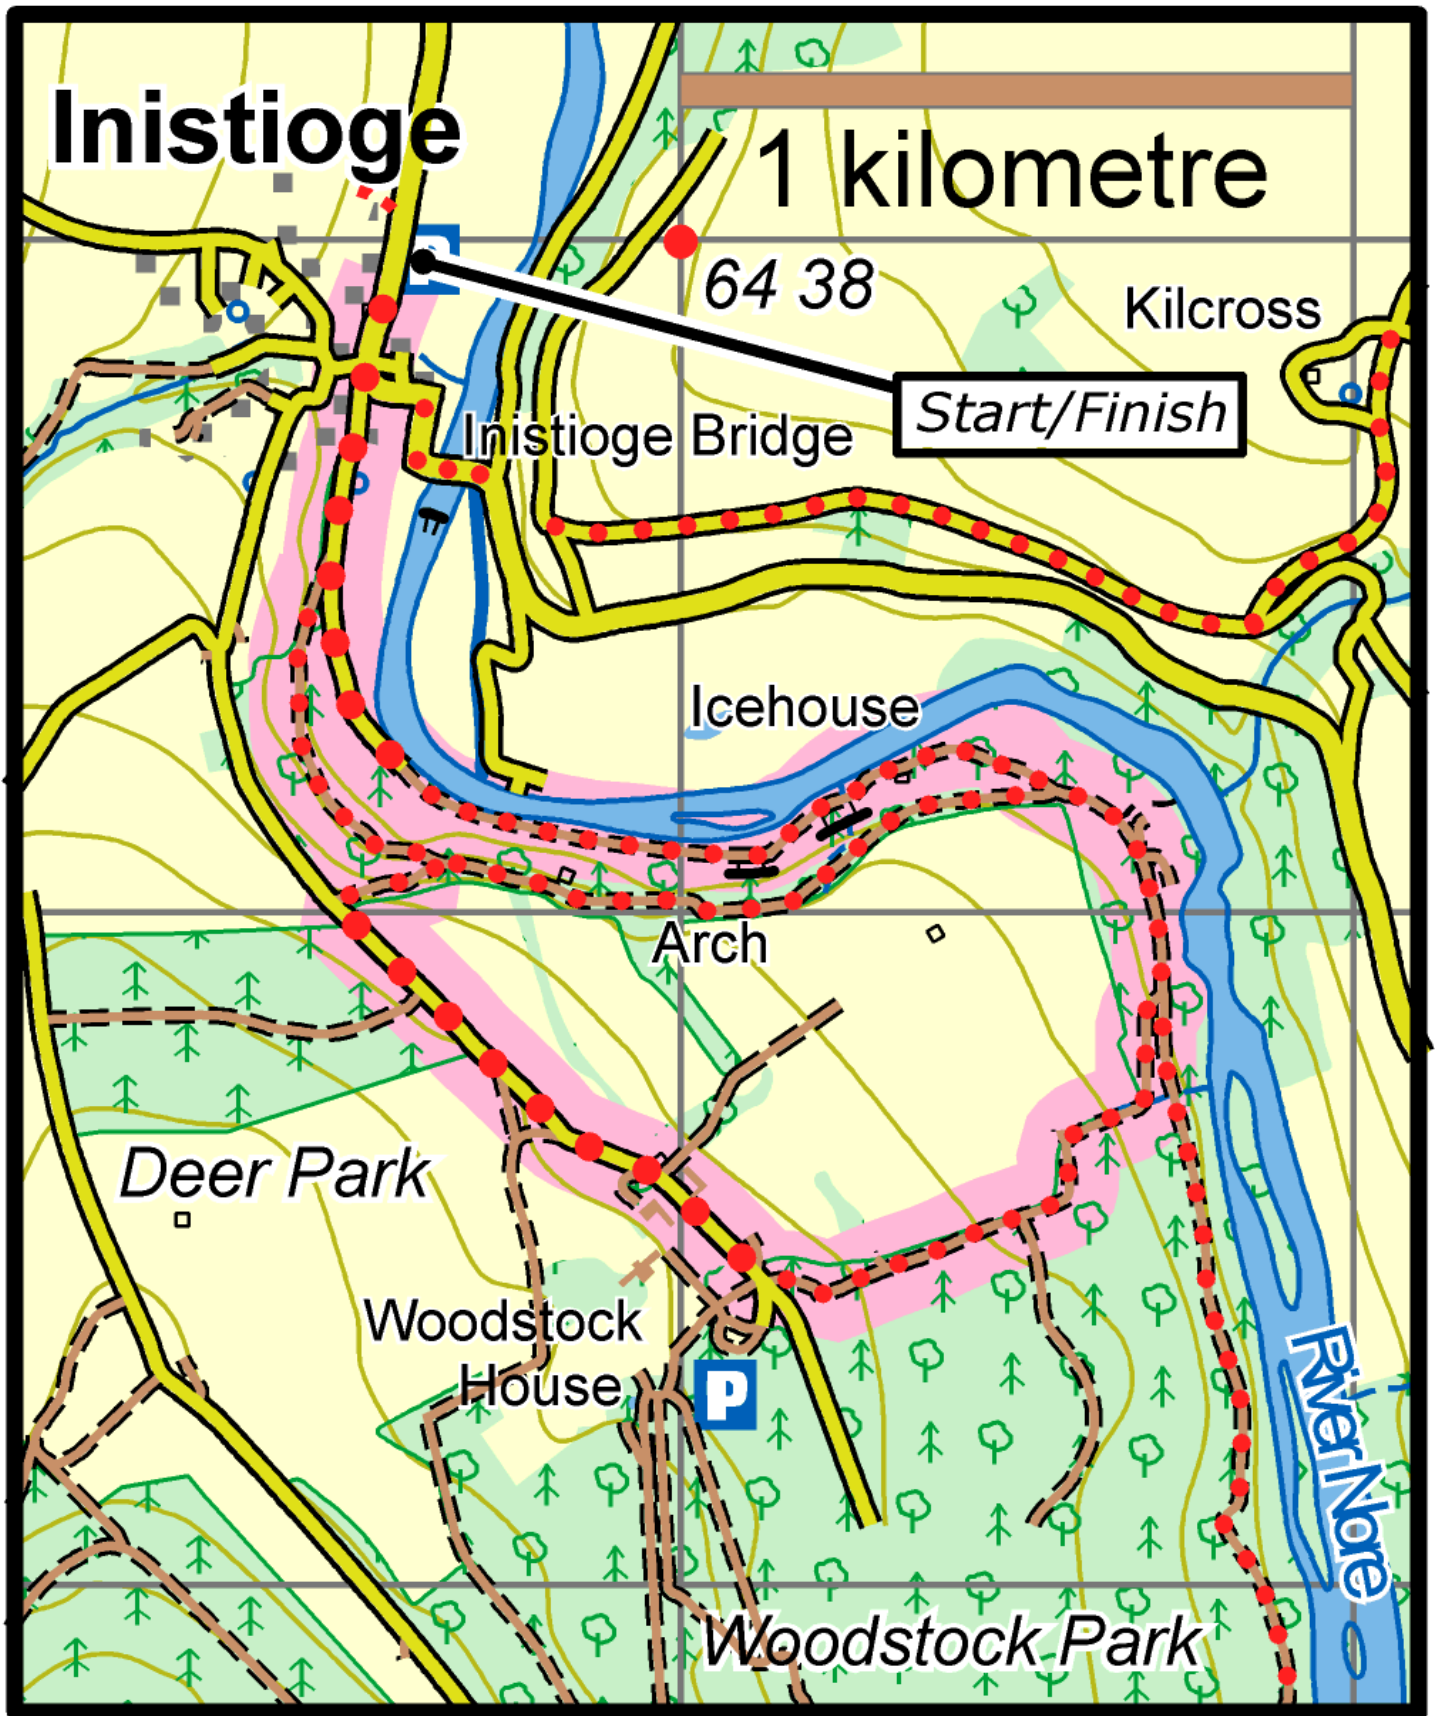 Inistioge
1 kilometre
P
64 38
Kilcross
Start/Finish
Inistioge Bridge
Icehouse
Arch
Deer Park
Woodstock
House
P
River Nore
Woodstock Park